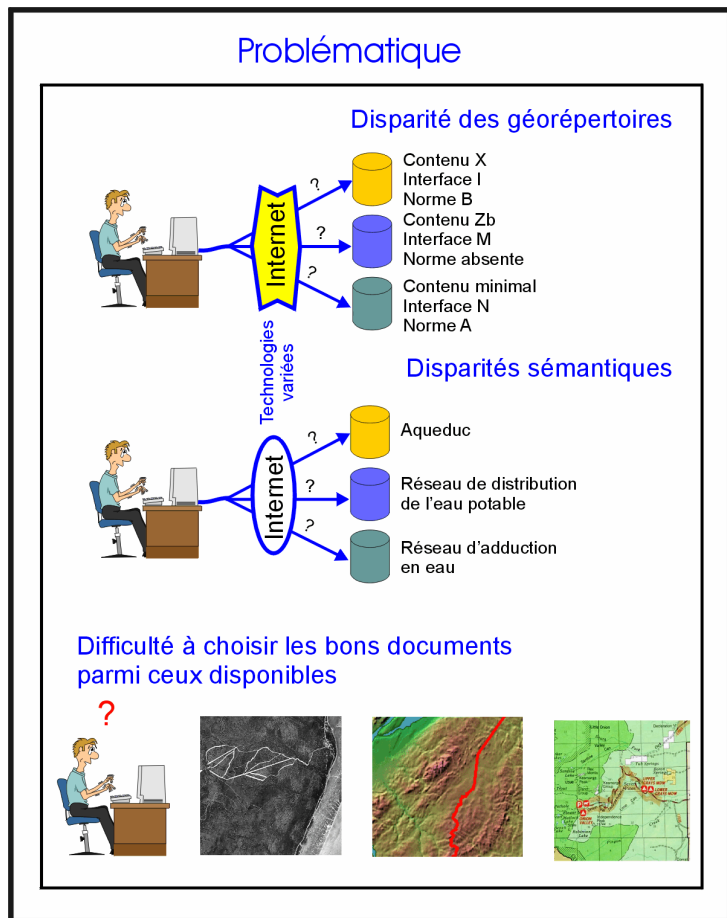 Problématique
Disparité des géorépertoires
Contenu X
Interface I
Norme B
?
Internet
?
Contenu Zb
Interface M
Norme absente
?
Contenu minimal
Interface N
Norme A
Technologies
variées
Disparités sémantiques
?
Aqueduc
Internet
?
Réseau de distribution
de l'eau potable
?
Réseau d'adduction
en eau
Difficulté à choisir les bons documents
parmi ceux disponibles
?